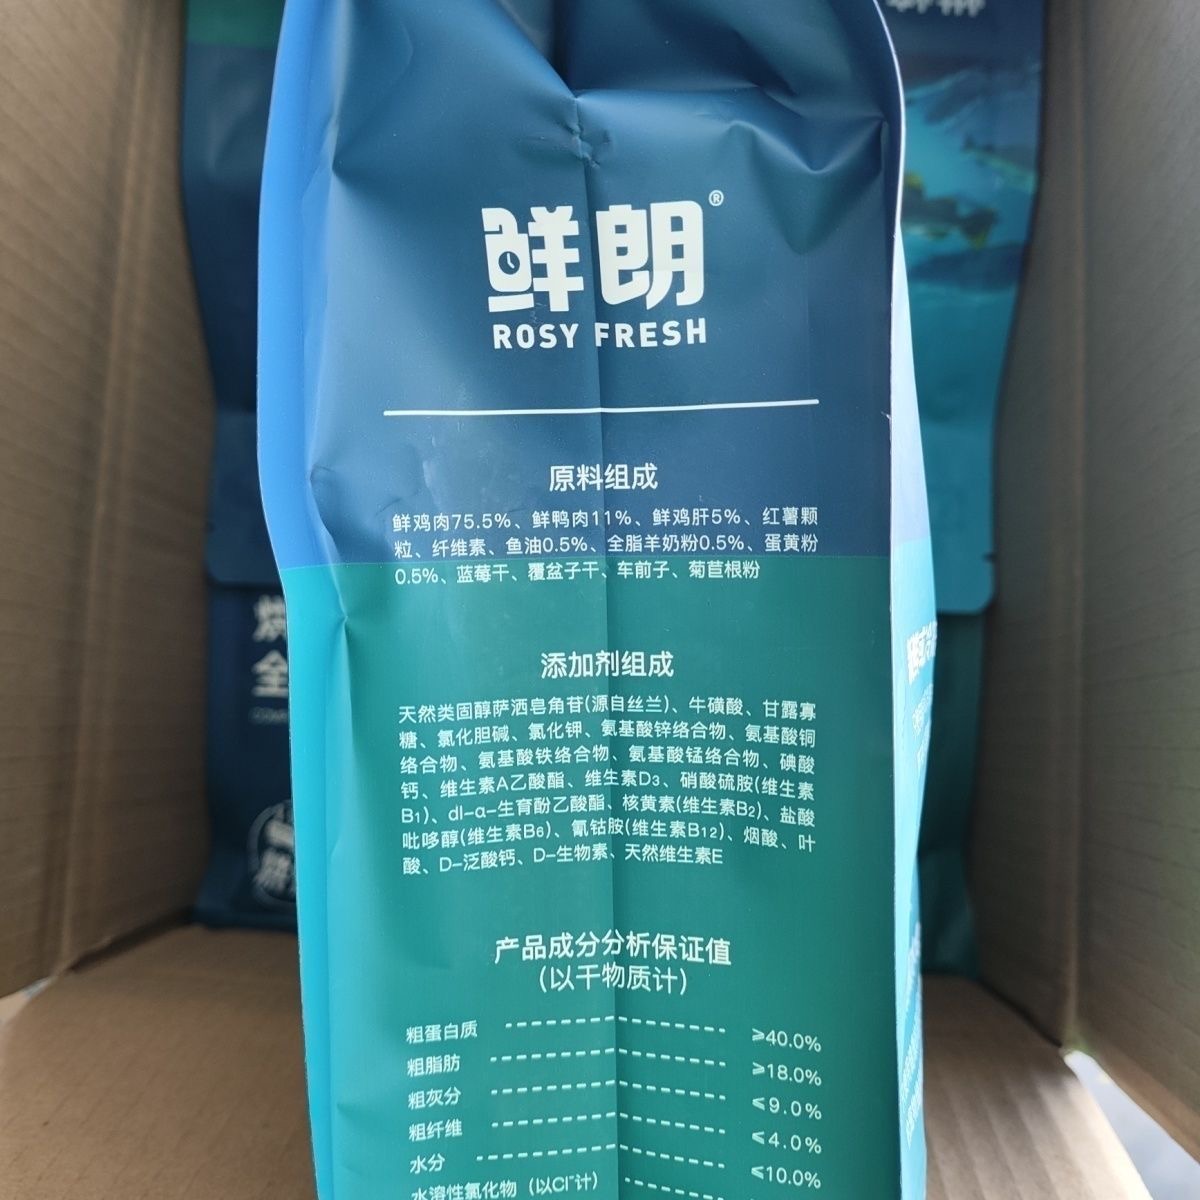 鲜朗®
ROSY FRESH
原料组成
鲜鸡肉75.5%、鲜鸭肉11%、鲜鸡肝5%、红薯颗
粒、纤维素、鱼油0.5%、全脂羊奶粉0.5%、蛋黄粉
0.5%、蓝莓干、覆盆子干、车前子、菊苣根粉
添加剂组成
天然类固醇萨洒皂角苷(源自丝兰)、牛磺酸、甘露寡
糖、氯化胆碱、氯化钾、氨基酸锌络合物、氨基酸铜
络合物、氨基酸铁络合物、氨基酸锰络合物、碘酸
钙、维生素A乙酸酯、维生素D3、硝酸硫胺(维生素
B1)、dl-α-生育酚乙酸酯、核黄素(维生素B2)、盐酸
吡哆醇(维生素B6)、氰钴胺(维生素B12)、烟酸、叶
酸、D-泛酸钙、D-生物素、天然维生素E
产品成分分析保证值
(以干物质计)
粗蛋白质 ≥40.0%
粗脂肪 ≥18.0%
粗灰分 ≤9.0%
粗纤维 ≤4.0%
水分 ≤10.0%
水溶性氯化物（以Cl⁻计）
全